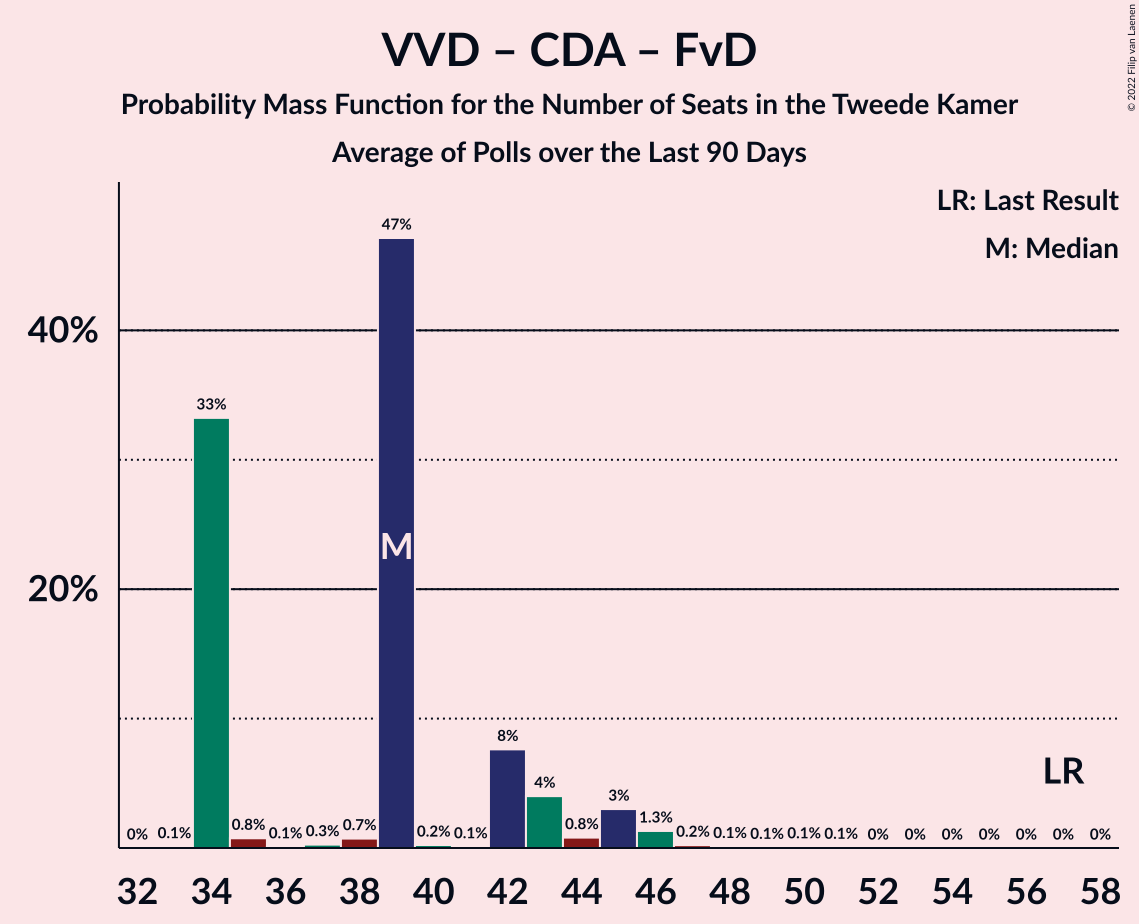 VVD – CDA – FvD
Probability Mass Function for the Number of Seats in the Tweede Kamer
Average of Polls over the Last 90 Days
© 2022 Filip van Laenen
LR: Last Result
M: Median
47%
40%
33%
M
20%
8%
LR
4%
3%
0% 0.1% 0.8% 0.1% 0.3% 0.7% 0.2% 0.1% 0.8% 1.3% 0.2% 0.1% 0.1% 0.1% 0.1% 0% 0% 0% 0% 0% 0% 0%
32 34 36 38 40 42 44 46 48 50 52 54 56 58